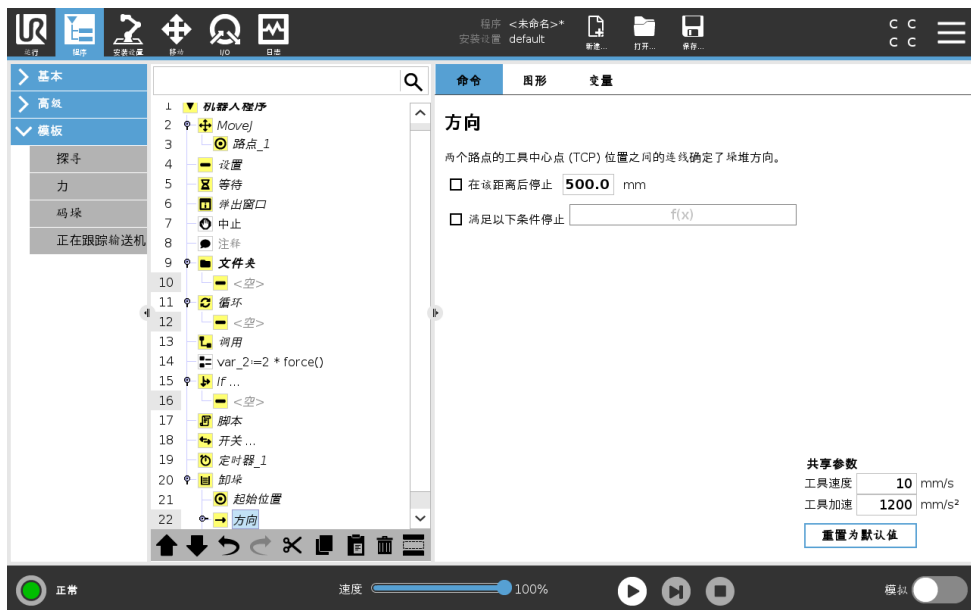 UR
运行
程序
安装设置
移动
I/O
日志
程序 <未命名>*
安装设置 default
新建...
打开...
保存...
C C
C C
基本
高级
模板
探寻
力
码垛
正在跟踪输送机
1 机器人程序
2 MoveJ
3 路点_1
4 设置
5 等待
6 弹出窗口
7 中止
8 注释
9 文件夹
10 <空>
11 循环
12 <空>
13 调用
14 var_2≔2 * force()
15 If ...
16 <空>
17 脚本
18 开关 ...
19 定时器_1
20 卸垛
21 起始位置
22 方向
命令 图形 变量
方向
两个路点的工具中心点 (TCP) 位置之间的连线确定了垛堆方向。
在该距离后停止 500.0 mm
满足以下条件停止 f(x)
共享参数
工具速度 10 mm/s
工具加速 1200 mm/s²
重置为默认值
正常
速度 100%
模拟